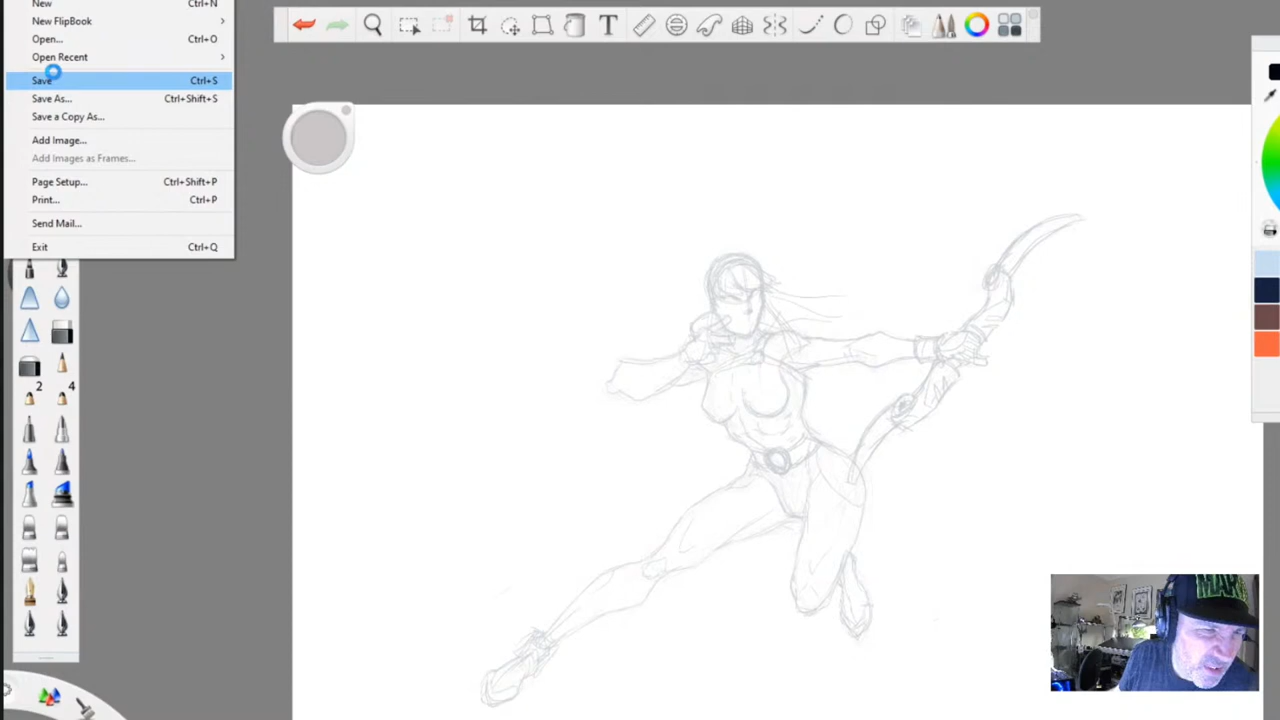 New Ctrl+N
New FlipBook
Open... Ctrl+O
Open Recent
Save Ctrl+S
Save As... Ctrl+Shift+S
Save a Copy As...
Add Image...
Add Images as Frames...
Page Setup... Ctrl+Shift+P
Print... Ctrl+P
Send Mail...
Exit Ctrl+Q
T
2 4